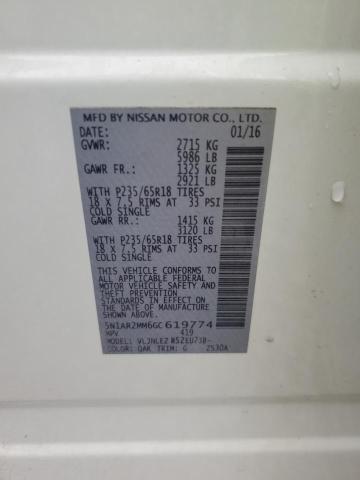 MFD BY NISSAN MOTOR CO., LTD.
DATE: 01/16
GVWR: 2715 KG
5986 LB
GAWR FR.: 1325 KG
2921 LB
WITH P235/65R18 TIRES
18 X 7.5 RIMS AT 33 PSI
COLD SINGLE
GAWR RR.: 1415 KG
3120 LB
WITH P235/65R18 TIRES
18 X 7.5 RIMS AT 33 PSI
COLD SINGLE
THIS VEHICLE CONFORMS TO
ALL APPLICABLE FEDERAL
MOTOR VEHICLE SAFETY AND
THEFT PREVENTION
STANDARDS IN EFFECT ON
THE DATE OF MANUFACTURE
SHOWN ABOVE.
5N1AR2MM6GC 619774
MPV 419
MODEL: VLJNLEZ
COLOR: QAK TRIM: G Z530A